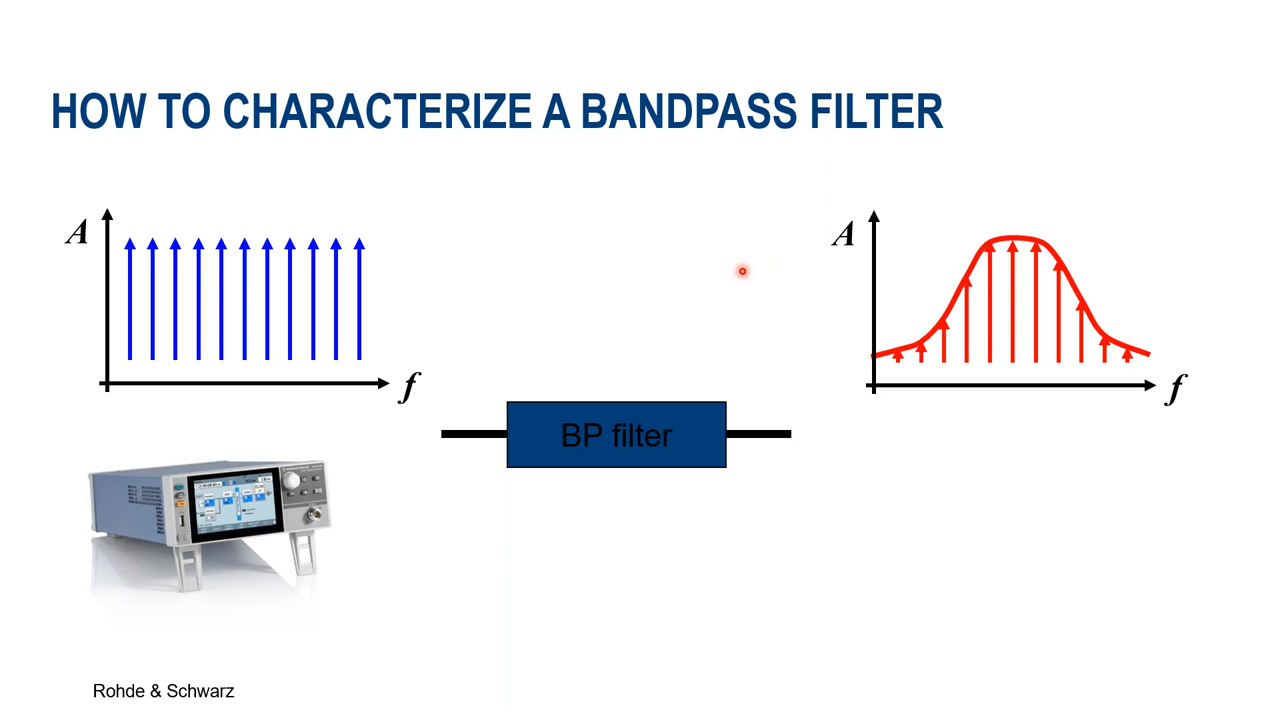 HOW TO CHARACTERIZE A BANDPASS FILTER
A
f
A
f
BP filter
Rohde & Schwarz